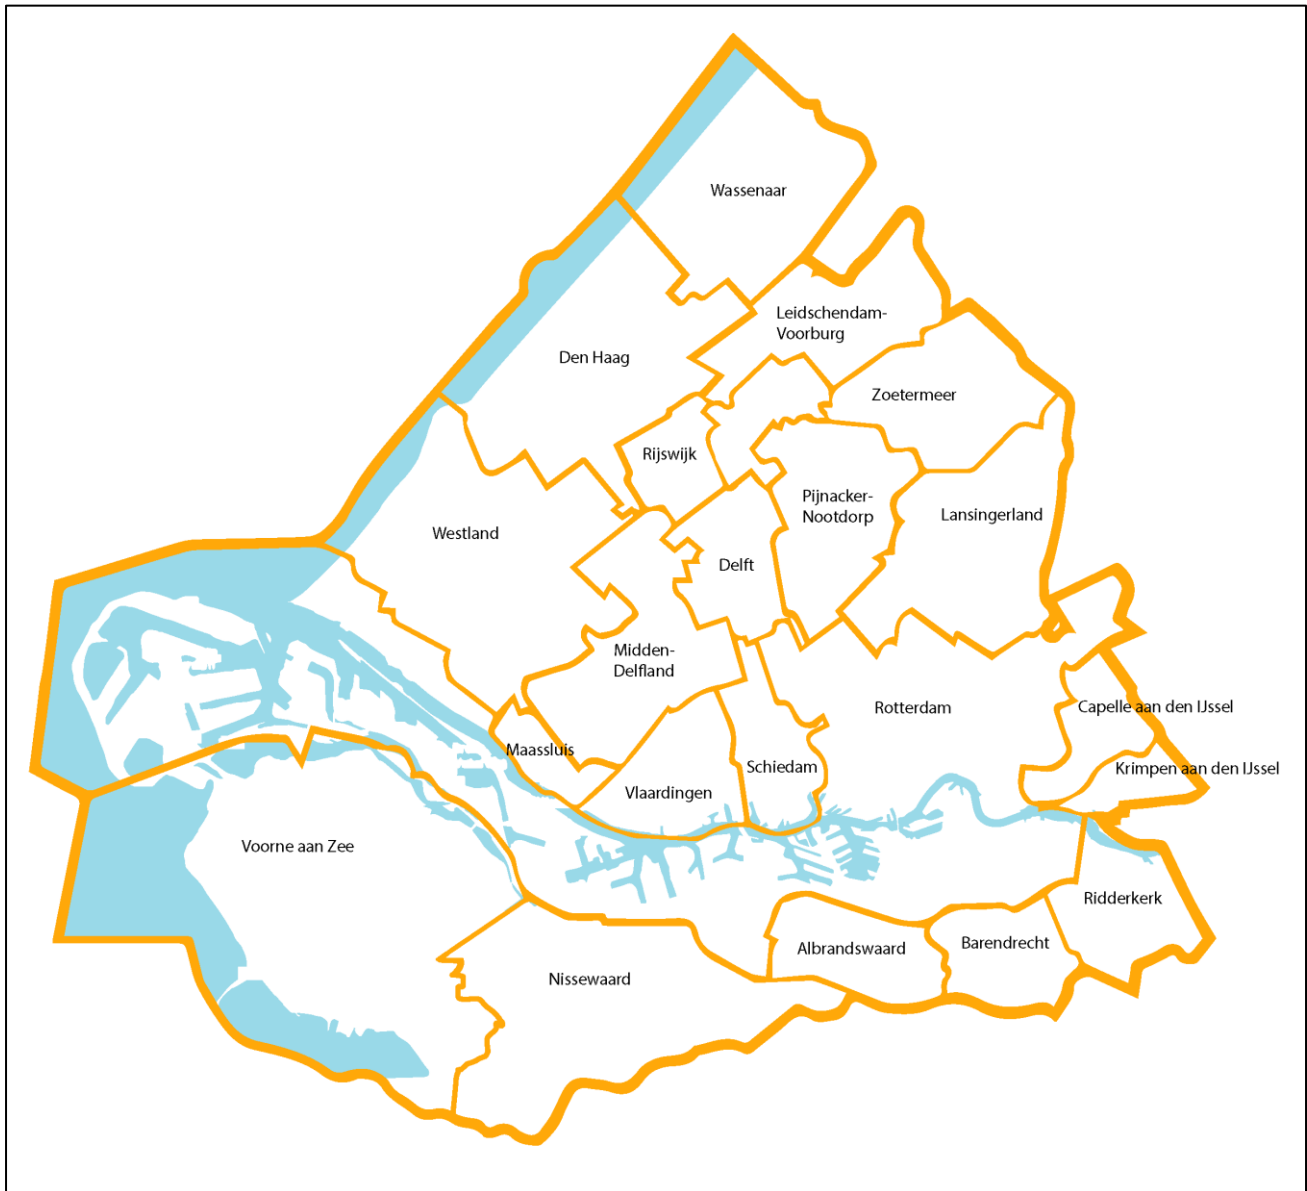 Wassenaar
Leidschendam-
Voorburg
Den Haag
Zoetermeer
Rijswijk
Pijnacker-
Nootdorp
Lansingerland
Westland
Delft
Midden-
Delfland
Rotterdam
Capelle aan den IJssel
Maassluis
Schiedam
Krimpen aan den IJssel
Vlaardingen
Voorne aan Zee
Ridderkerk
Albrandswaard
Barendrecht
Nissewaard